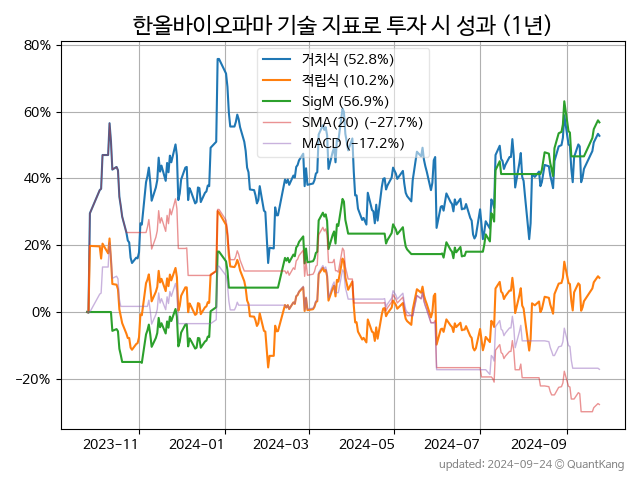 한올바이오파마 기술 지표로 투자 시 성과 (1년)
거치식 (52.8%)
적립식 (10.2%)
SigM (56.9%)
SMA(20) (−27.7%)
MACD (−17.2%)
80%
60%
40%
20%
0%
−20%
2023-11 2024-01 2024-03 2024-05 2024-07 2024-09
updated: 2024-09-24 © QuantKang